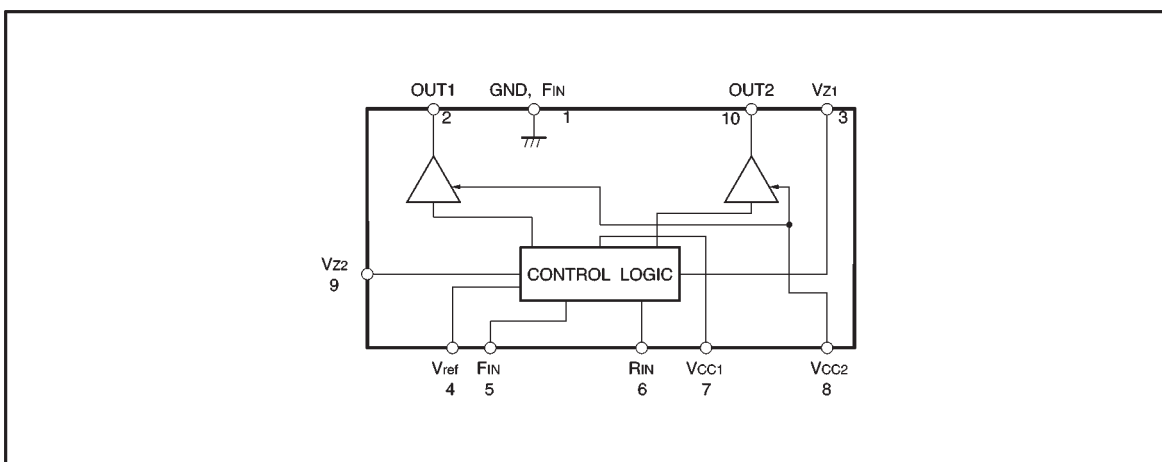 OUT1 GND, FIN OUT2 VZ1
2 1 10 3
VZ2
9
CONTROL LOGIC
Vref FIN RIN VCC1 VCC2
4 5 6 7 8